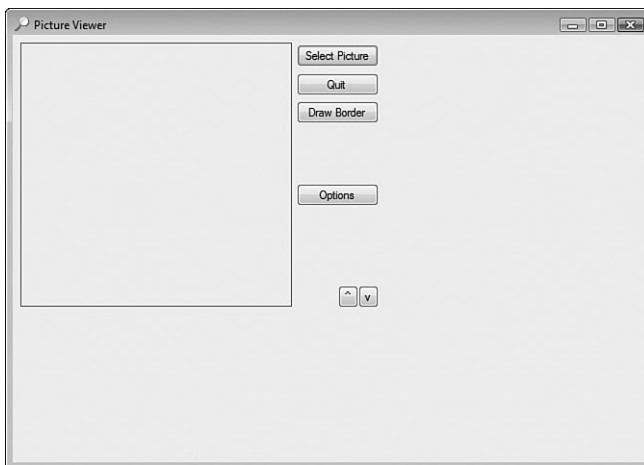 Picture Viewer
Select Picture
Quit
Draw Border
Options
^ v